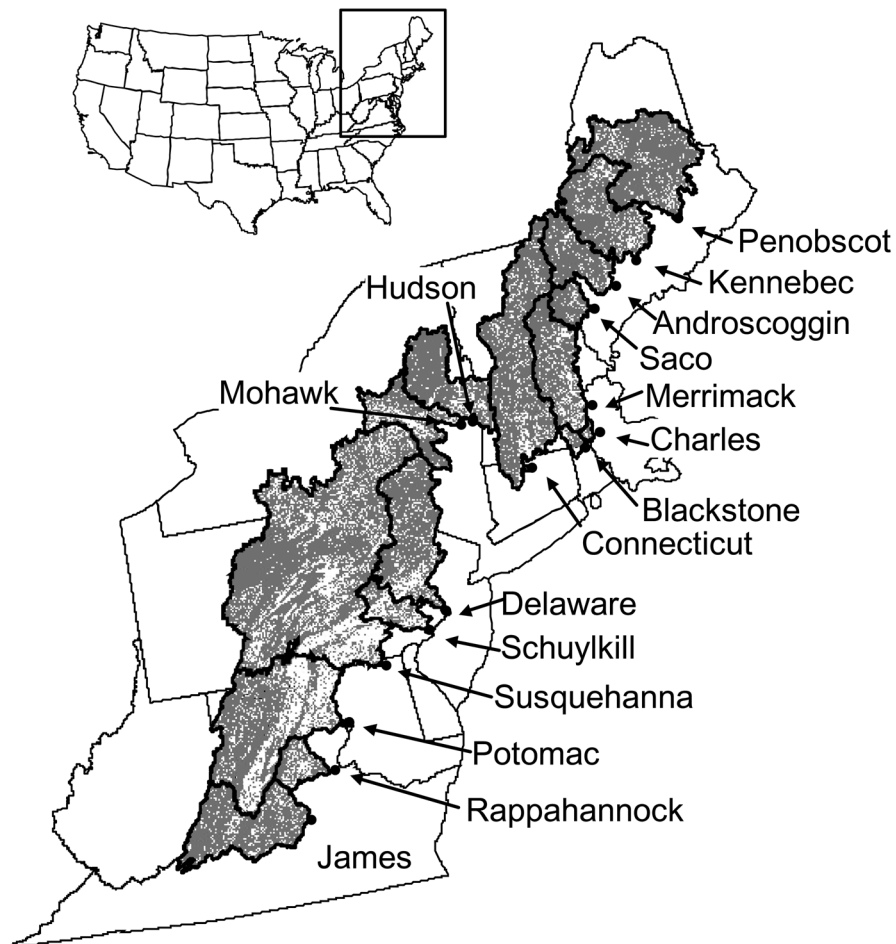 Penobscot
Kennebec
Hudson
Androscoggin
Saco
Mohawk
Merrimack
Charles
Blackstone
Connecticut
Delaware
Schuylkill
Susquehanna
Potomac
Rappahannock
James